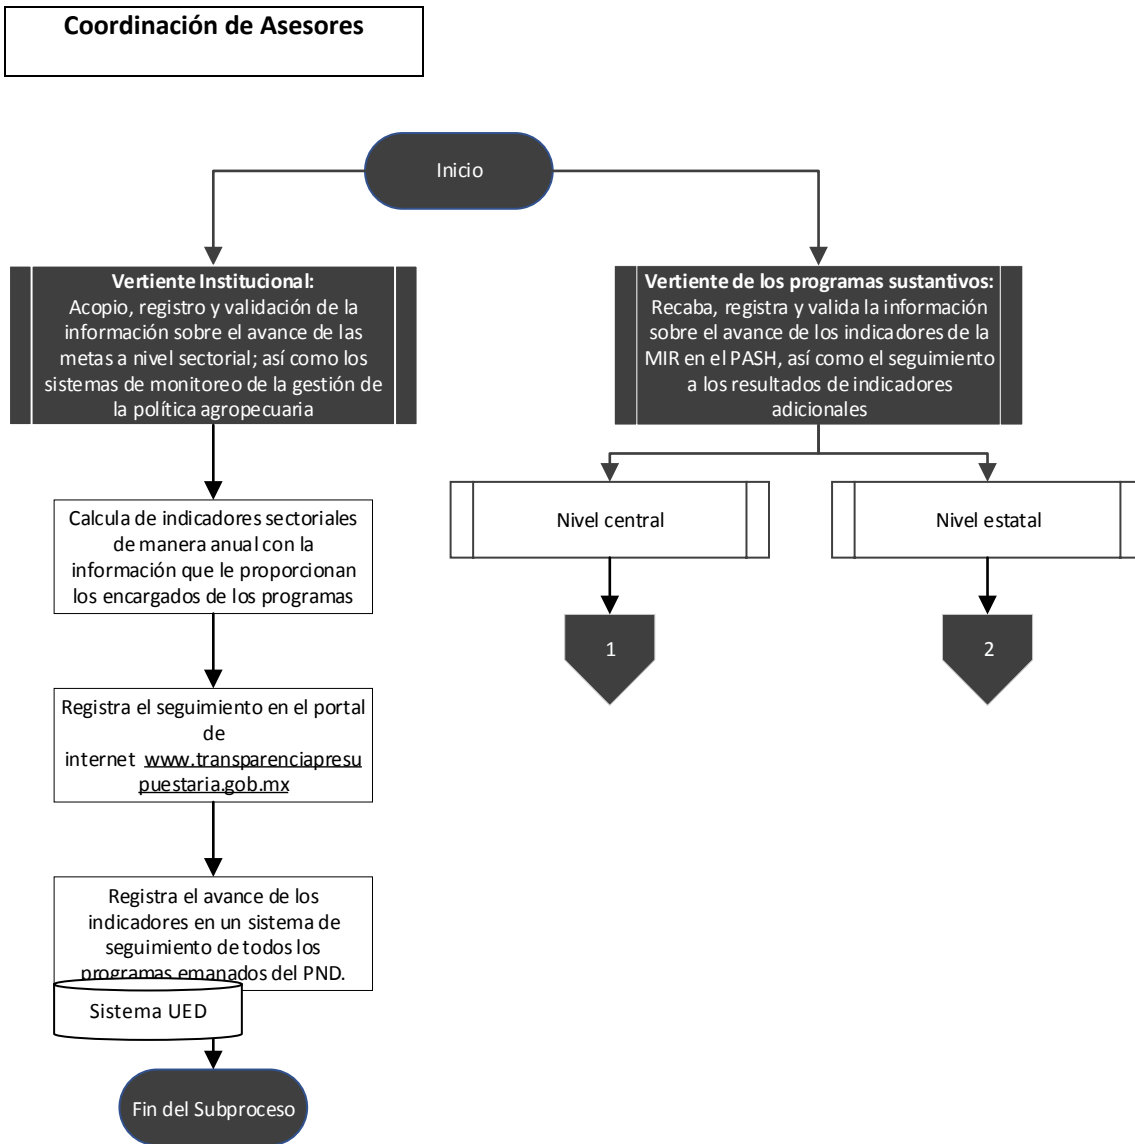 Coordinación de Asesores
Inicio
Vertiente Institucional:
Acopio, registro y validación de la
información sobre el avance de las
metas a nivel sectorial; así como los
sistemas de monitoreo de la gestión de
la política agropecuaria
Vertiente de los programas sustantivos:
Recaba, registra y valida la información
sobre el avance de los indicadores de la
MIR en el PASH, así como el seguimiento
a los resultados de indicadores
adicionales
Nivel central
Nivel estatal
1
2
Calcula de indicadores sectoriales
de manera anual con la
información que le proporcionan
los encargados de los programas
Registra el seguimiento en el portal
de
internet www.transparenciapresu
puestaria.gob.mx
Registra el avance de los
indicadores en un sistema de
seguimiento de todos los
programas emanados del PND.
Sistema UED
Fin del Subproceso